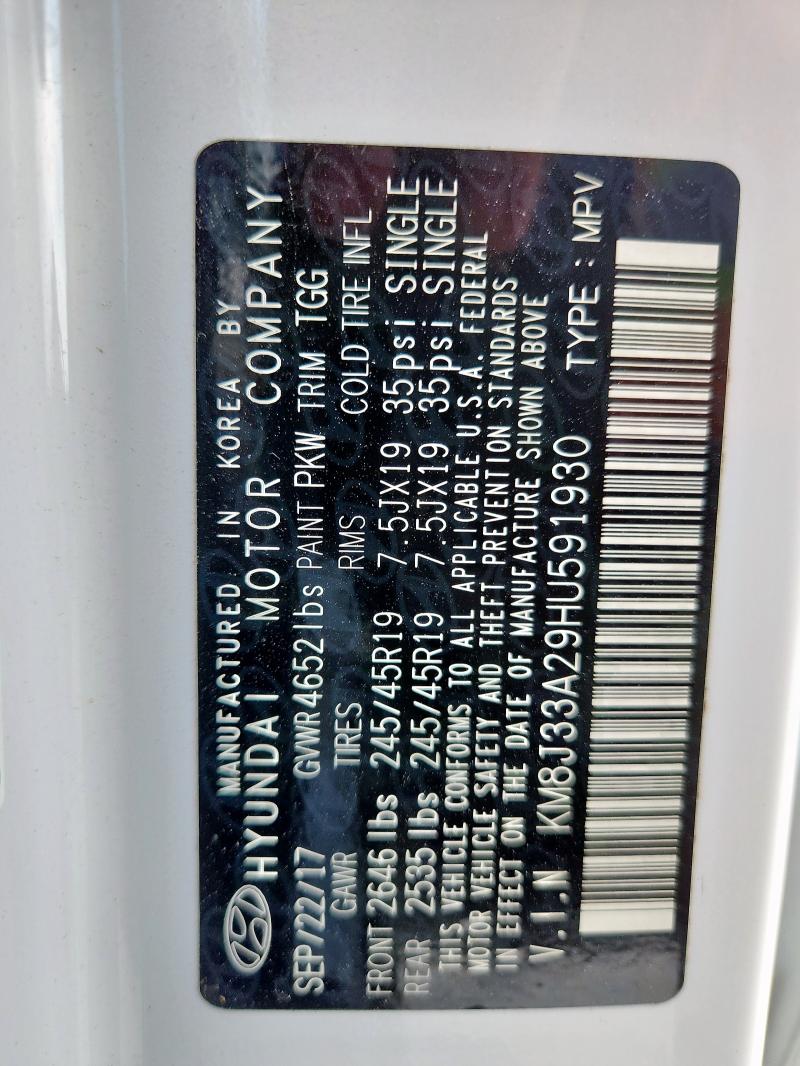 MANUFACTURED IN KOREA BY
HYUNDAI MOTOR COMPANY
SEP/22/17 GVWR 4652 lbs PAINT PKW TRIM TGG
GAWR TIRES RIMS COLD TIRE INFL
FRONT 2646 lbs 245/45R19 7.5JX19 35psi SINGLE
REAR 2535 lbs 245/45R19 7.5JX19 35psi SINGLE
THIS VEHICLE CONFORMS TO ALL APPLICABLE U.S.A. FEDERAL
MOTOR VEHICLE SAFETY AND THEFT PREVENTION STANDARDS
IN EFFECT ON THE DATE OF MANUFACTURE SHOWN ABOVE
V.I.N KM8J33A29HU591930 TYPE : MPV